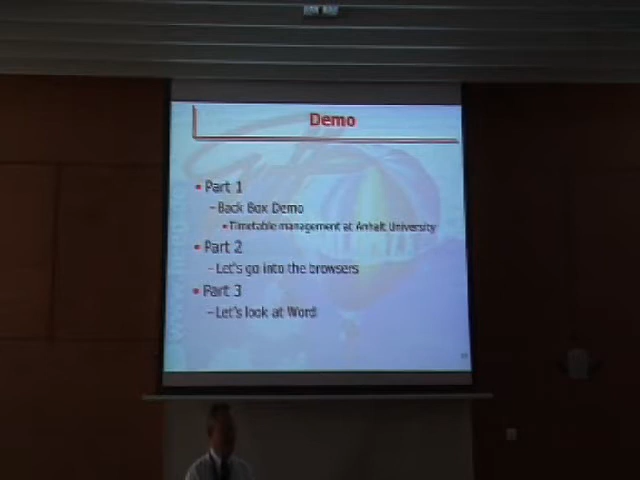 Demo
• Part 1
– Back Box Demo
• Timetable management at Anhalt University
• Part 2
– Let's go into the browsers
• Part 3
– Let's look at Word